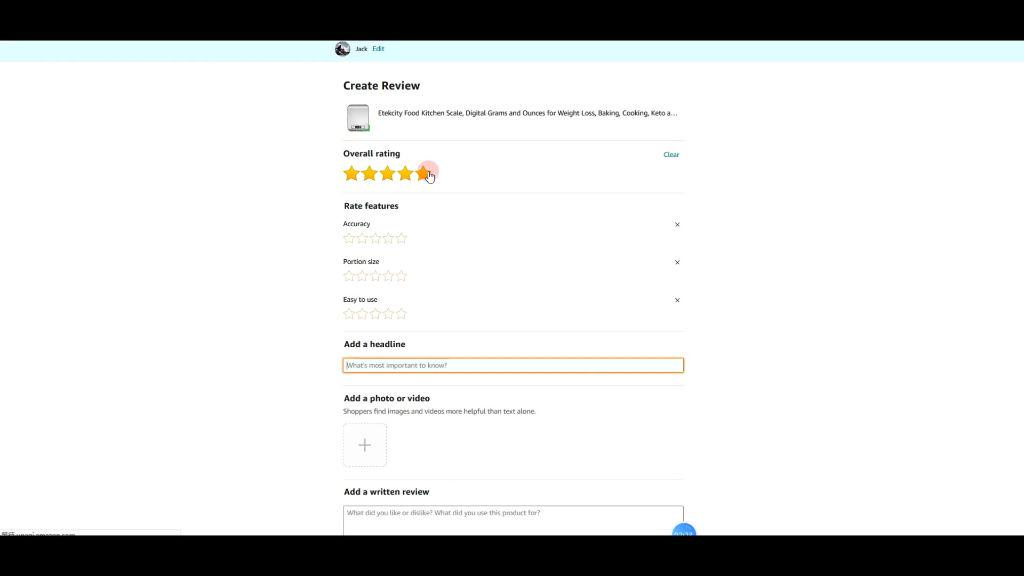 Jack Edit
Create Review
Etekcity Food Kitchen Scale, Digital Grams and Ounces for Weight Loss, Baking, Cooking, Keto a...
Overall rating
Clear
Rate features
Accuracy
Portion size
Easy to use
Add a headline
What's most important to know?
Add a photo or video
Shoppers find images and videos more helpful than text alone.
Add a written review
What did you like or dislike? What did you use this product for?